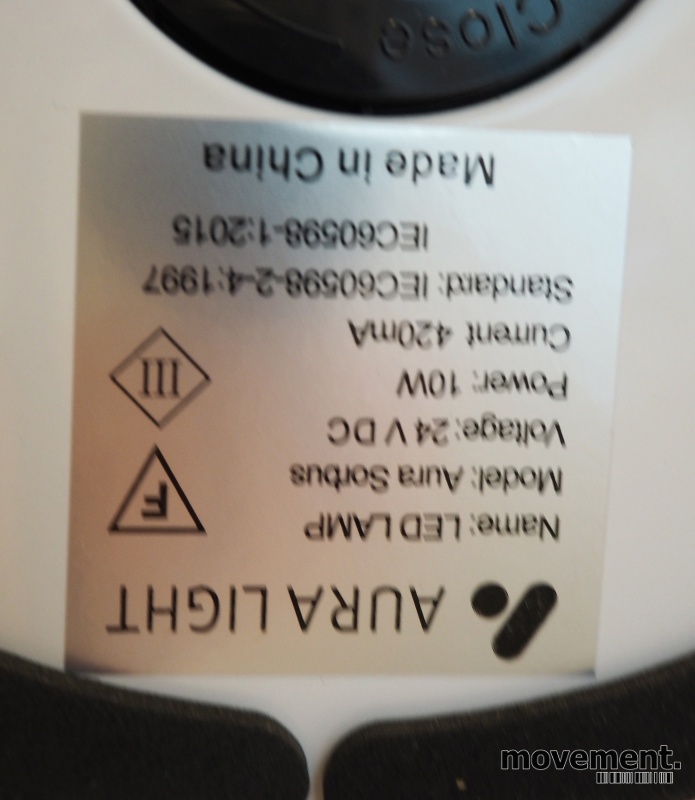 AURA LIGHT
Name: LED LAMP
Model: Aura Sorbus
Voltage: 24 V DC
Power: 10W
Current 420mA
Standard: IEC60598-2-4:1997
IEC60598-1:2015
Made in China
F
III
Close
movement.